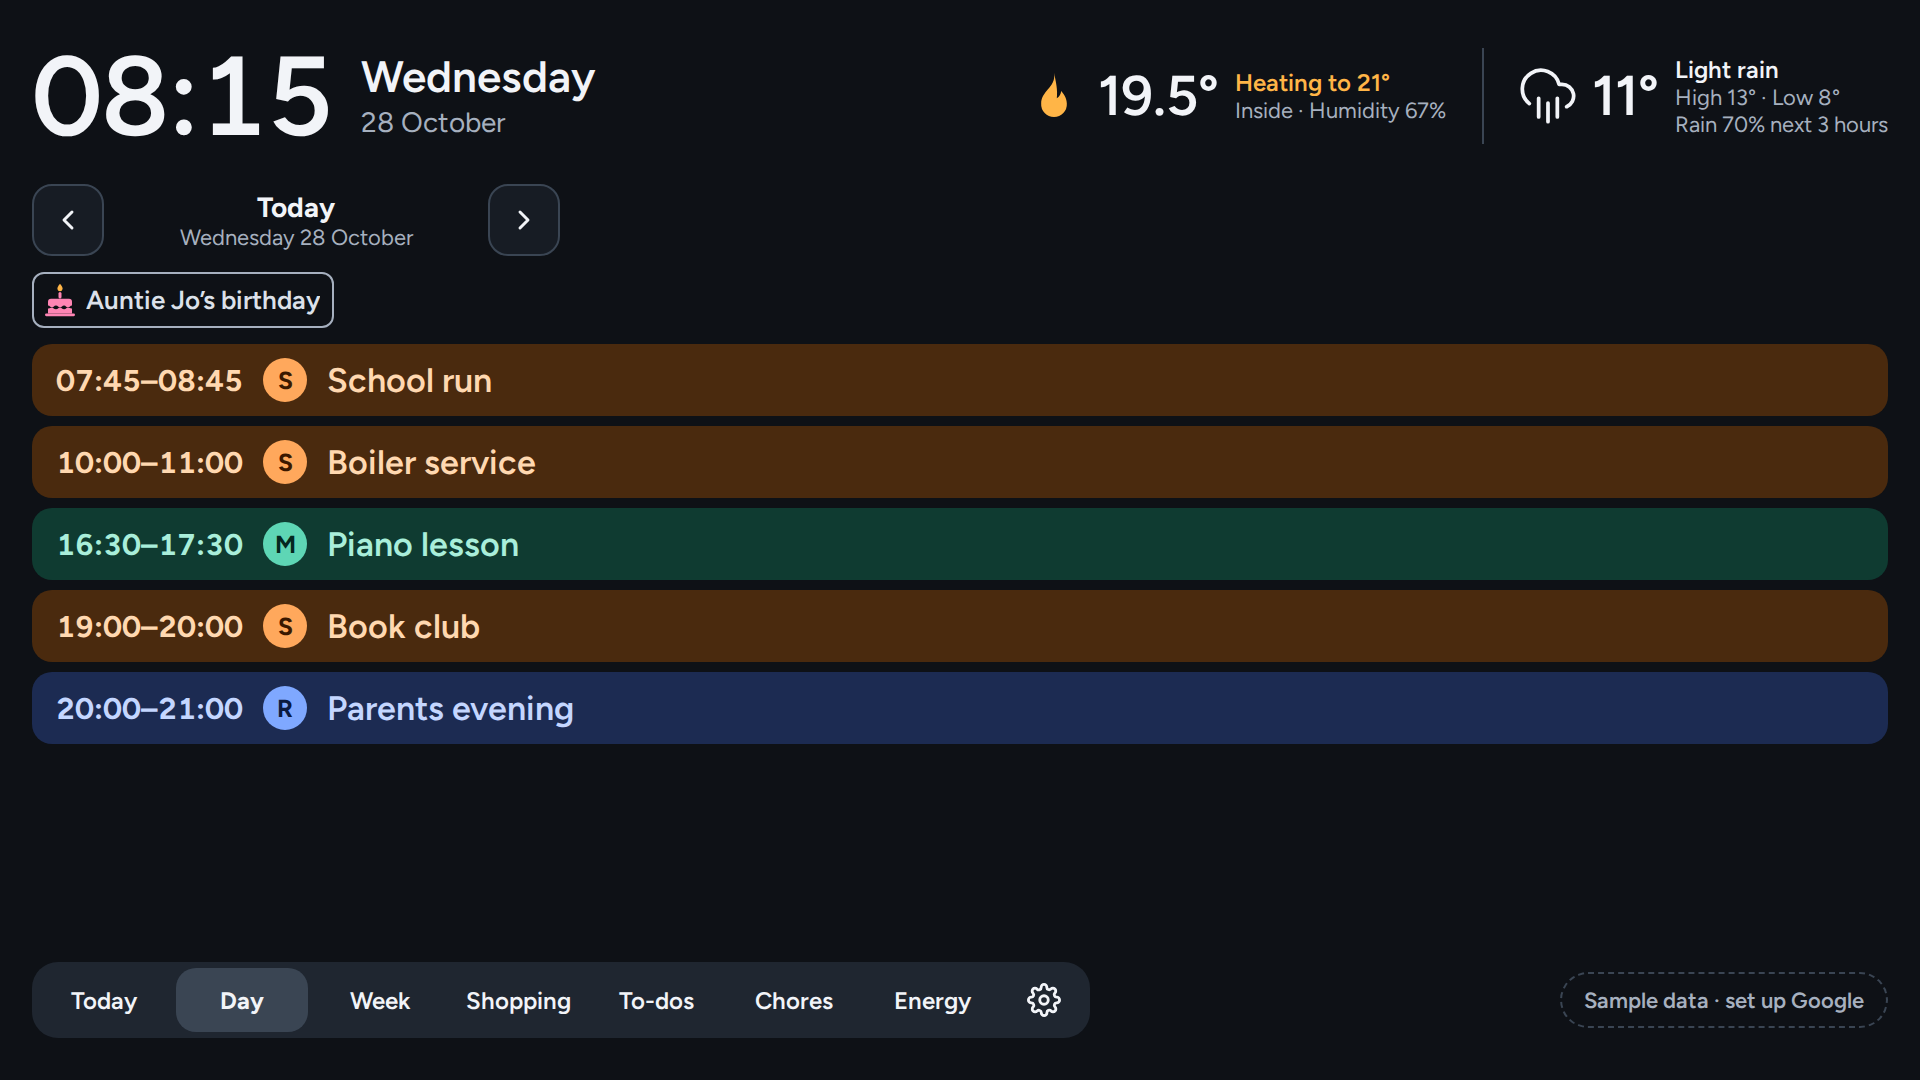 08:15
Wednesday
28 October
19.5°
Heating to 21°
Inside · Humidity 67%
11°
Light rain
High 13° · Low 8°
Rain 70% next 3 hours
Today
Wednesday 28 October
Auntie Jo’s birthday
07:45–08:45 S School run
10:00–11:00 S Boiler service
16:30–17:30 M Piano lesson
19:00–20:00 S Book club
20:00–21:00 R Parents evening
Today Day Week Shopping To-dos Chores Energy
Sample data · set up Google